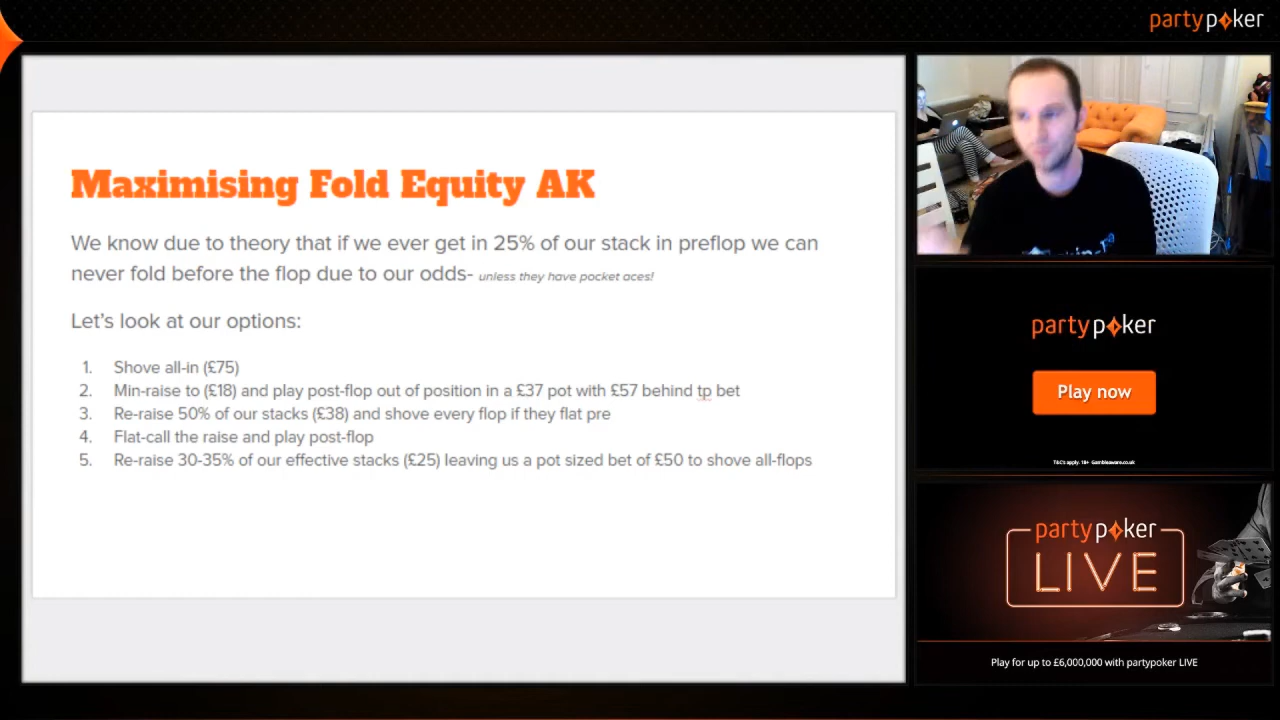 partypoker
Maximising Fold Equity AK
We know due to theory that if we ever get in 25% of our stack in preflop we can
never fold before the flop due to our odds- unless they have pocket aces!
Let's look at our options:
1. Shove all-in (£75)
2. Min-raise to (£18) and play post-flop out of position in a £37 pot with £57 behind tp bet
3. Re-raise 50% of our stacks (£38) and shove every flop if they flat pre
4. Flat-call the raise and play post-flop
5. Re-raise 30-35% of our effective stacks (£25) leaving us a pot sized bet of £50 to shove all-flops
partypoker
Play now
T&C's apply. 18+ Gambleaware.co.uk
partypoker
LIVE
Play for up to £6,000,000 with partypoker LIVE